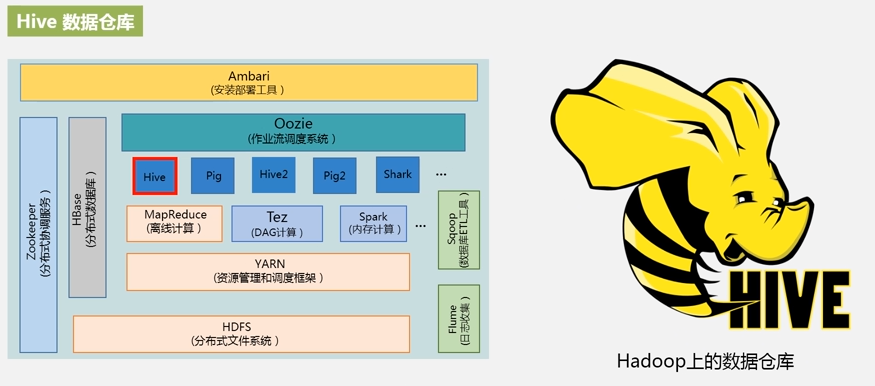 Hive 数据仓库
Ambari
(安装部署工具)
Oozie
(作业流调度系统)
Zookeeper
(分布式协调服务)
HBase
(分布式数据库)
Hive
Pig
Hive2
Pig2
Shark
...
MapReduce
(离线计算)
Tez
(DAG计算)
Spark
(内存计算)
...
Sqoop
(数据库ETL工具)
YARN
(资源管理和调度框架)
Flume
(日志收集)
HDFS
(分布式文件系统)
HIVE
Hadoop上的数据仓库